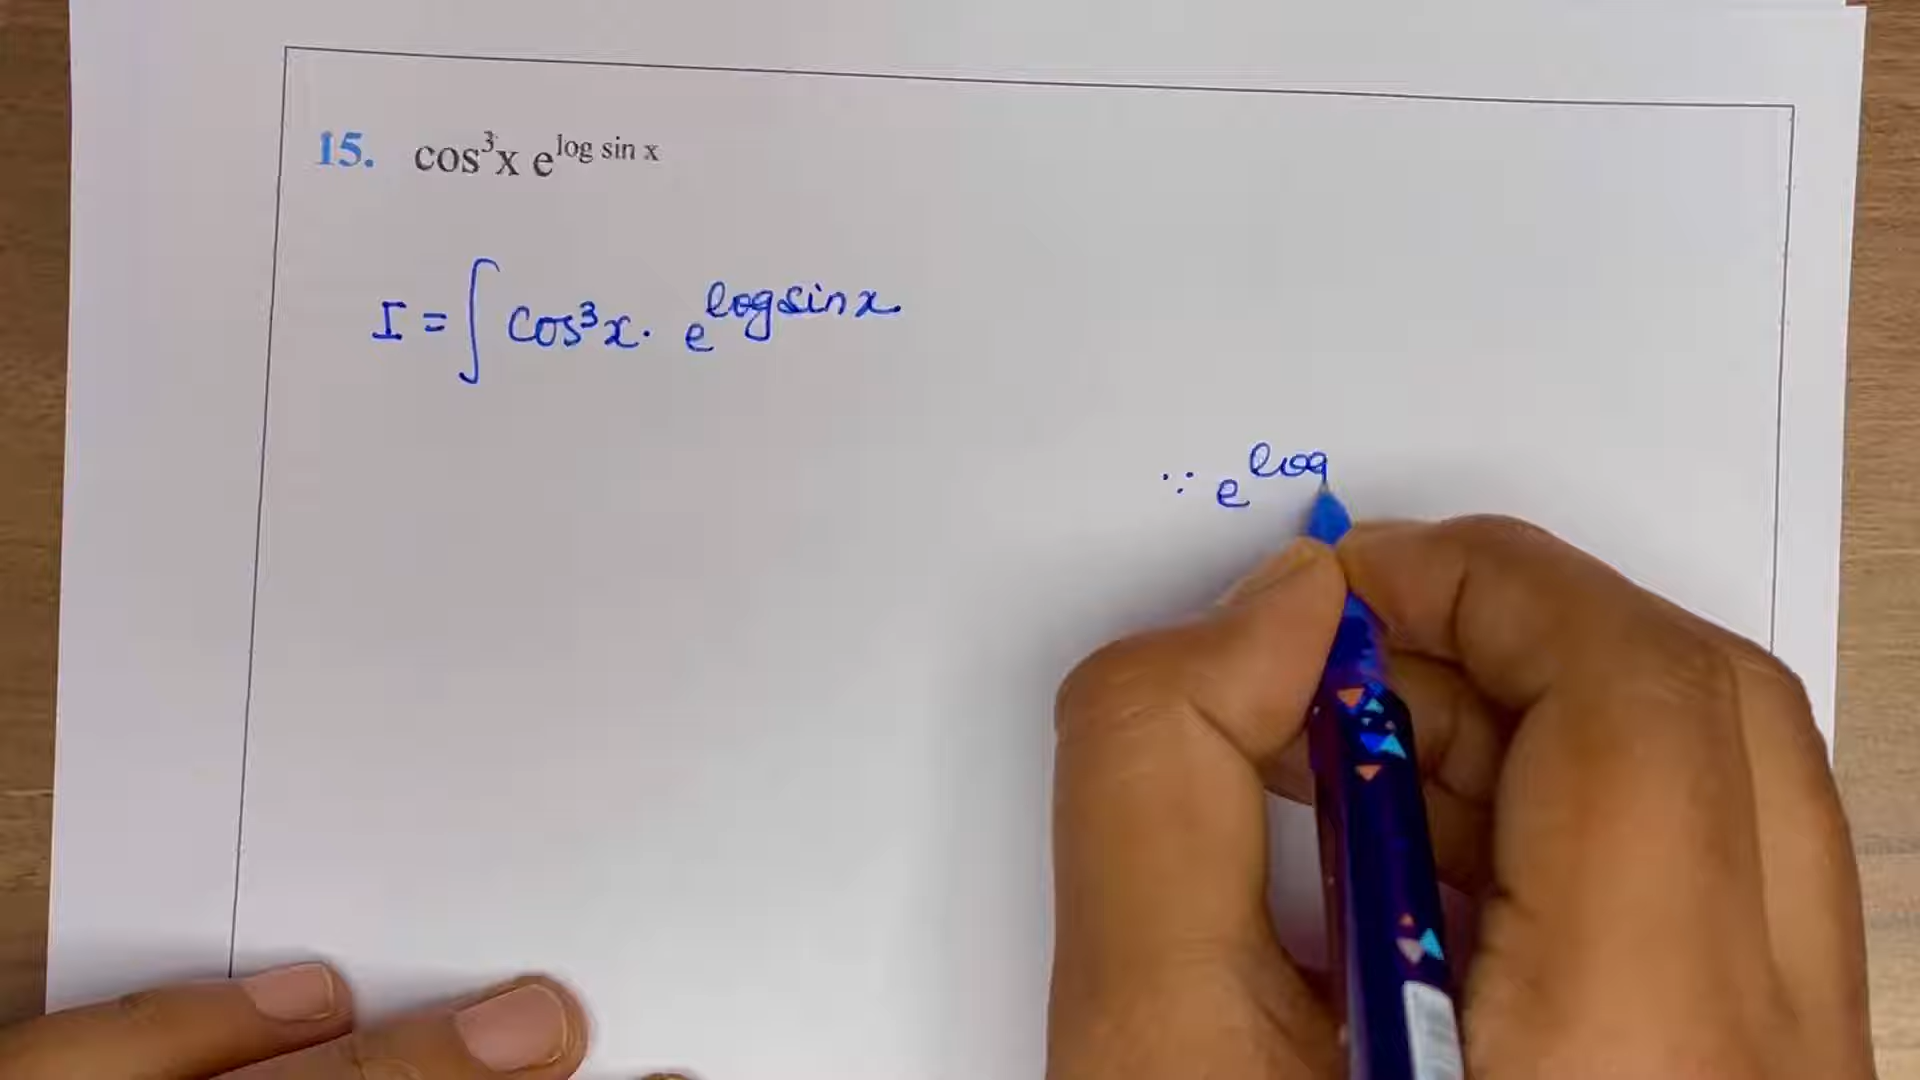 15. cos³x e^log sin x
I = ∫ cos³x. e^log sin x
∵ e^log